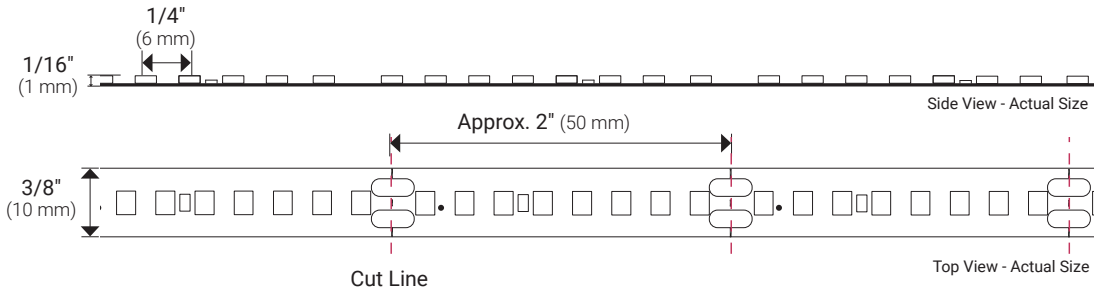 1/4"
(6 mm)
1/16"
(1 mm)
Side View - Actual Size
Approx. 2" (50 mm)
3/8"
(10 mm)
Top View - Actual Size
Cut Line